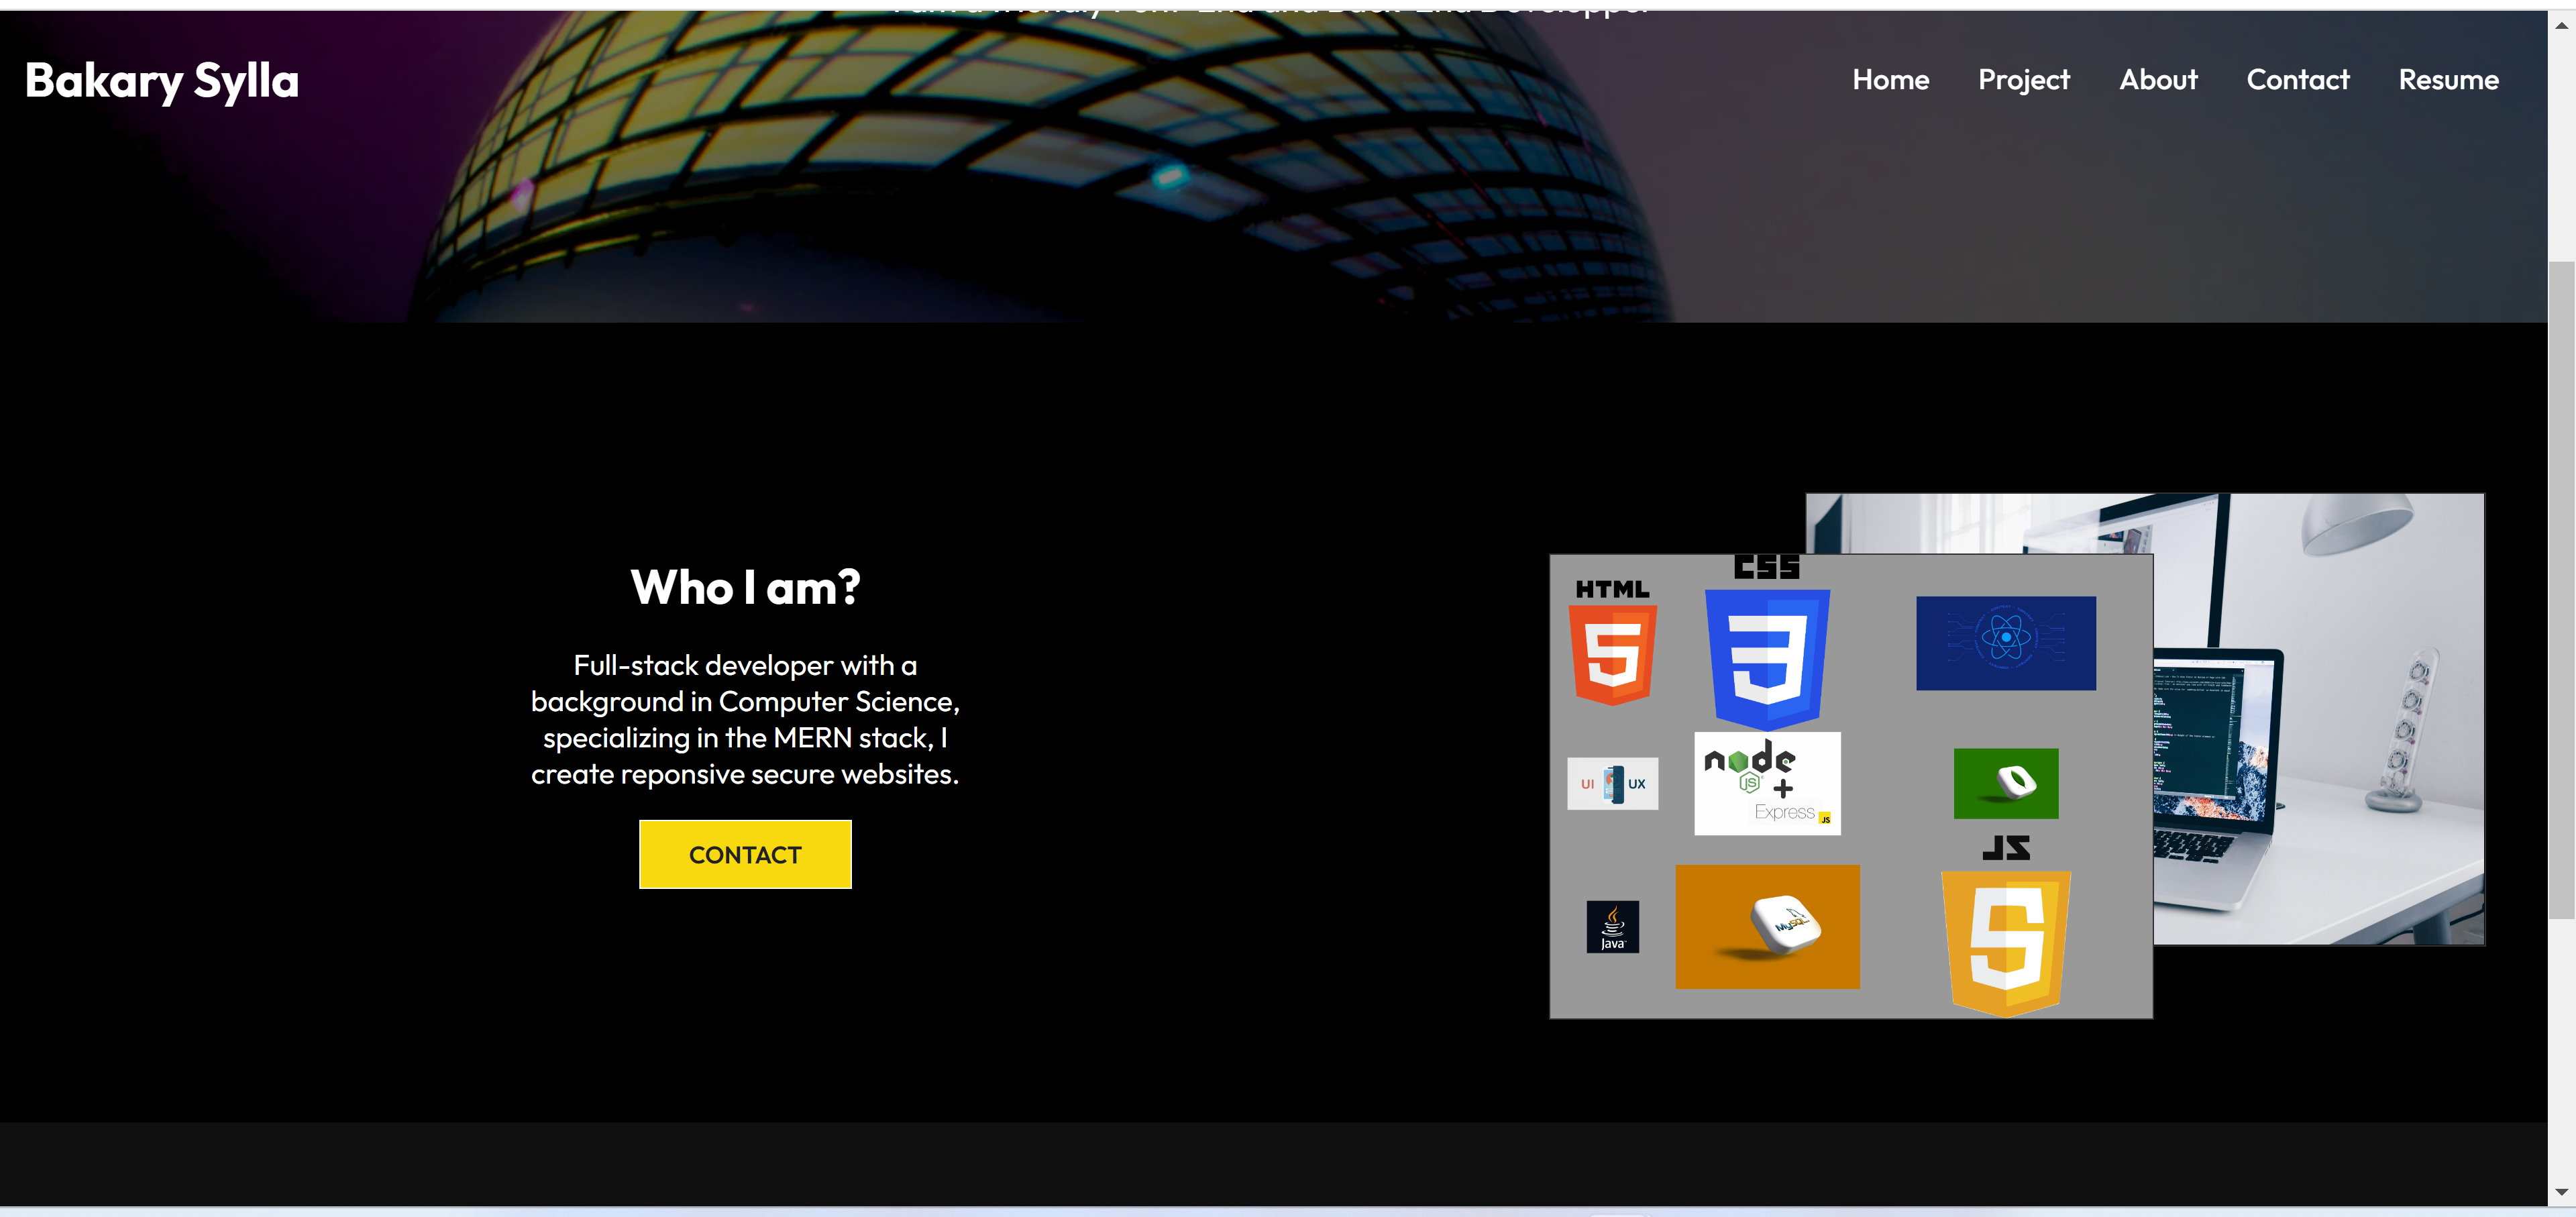 Bakary Sylla
Home Project About Contact Resume
Who I am?
Full-stack developer with a
background in Computer Science,
specializing in the MERN stack, I
create reponsive secure websites.
CONTACT
HTML
CSS
UI UX
node
JS
+
Express
JS
Java
MySQL
JS